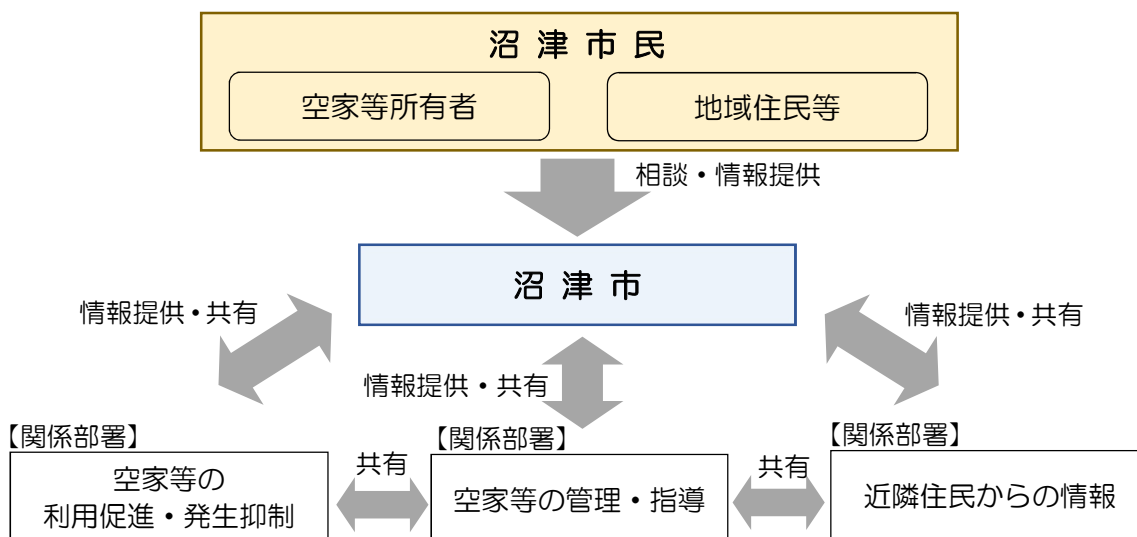 沼津市民
空家等所有者
地域住民等
相談・情報提供
沼津市
情報提供・共有
情報提供・共有
情報提供・共有
【関係部署】
空家等の
利用促進・発生抑制
共有
【関係部署】
空家等の管理・指導
共有
【関係部署】
近隣住民からの情報